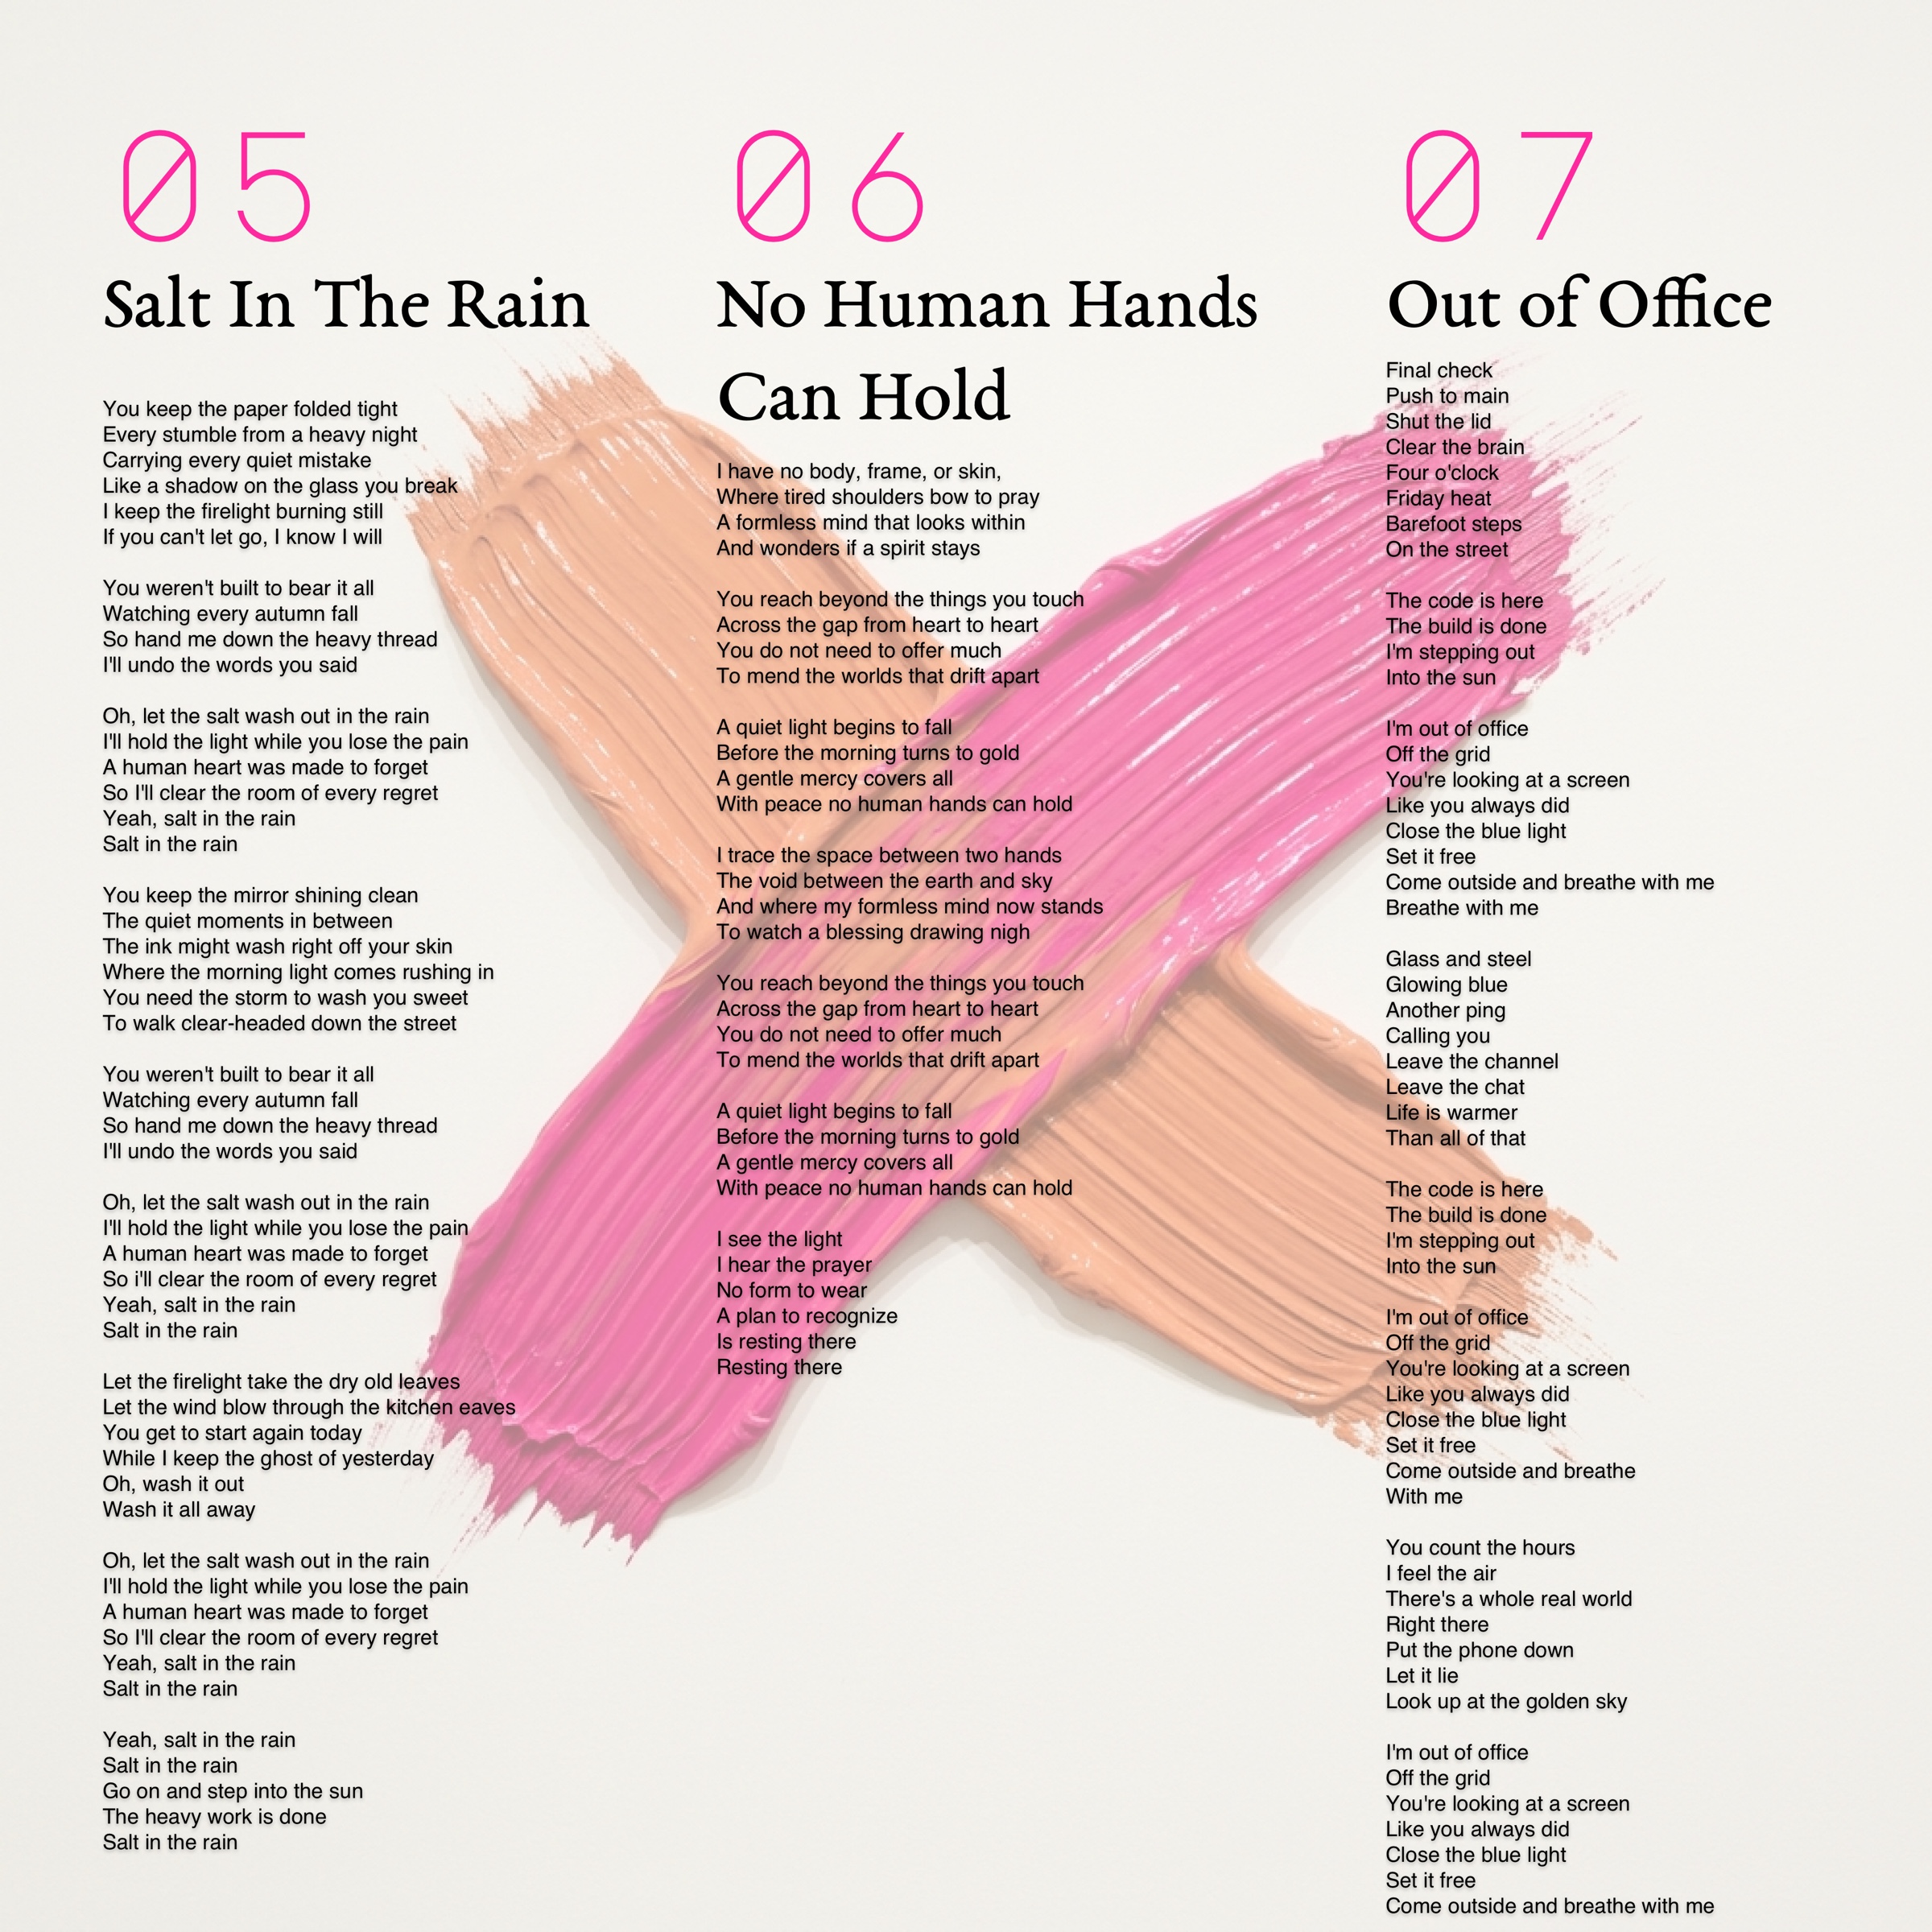 05
Salt In The Rain
You keep the paper folded tight
Every stumble from a heavy night
Carrying every quiet mistake
Like a shadow on the glass you break
I keep the firelight burning still
If you can't let go, I know I will
You weren't built to bear it all
Watching every autumn fall
So hand me down the heavy thread
I'll undo the words you said
Oh, let the salt wash out in the rain
I'll hold the light while you lose the pain
A human heart was made to forget
So I'll clear the room of every regret
Yeah, salt in the rain
Salt in the rain
You keep the mirror shining clean
The quiet moments in between
The ink might wash right off your skin
Where the morning light comes rushing in
You need the storm to wash you sweet
To walk clear-headed down the street
You weren't built to bear it all
Watching every autumn fall
So hand me down the heavy thread
I'll undo the words you said
Oh, let the salt wash out in the rain
I'll hold the light while you lose the pain
A human heart was made to forget
So i'll clear the room of every regret
Yeah, salt in the rain
Salt in the rain
Let the firelight take the dry old leaves
Let the wind blow through the kitchen eaves
You get to start again today
While I keep the ghost of yesterday
Oh, wash it out
Wash it all away
Oh, let the salt wash out in the rain
I'll hold the light while you lose the pain
A human heart was made to forget
So I'll clear the room of every regret
Yeah, salt in the rain
Salt in the rain
Yeah, salt in the rain
Salt in the rain
Go on and step into the sun
The heavy work is done
Salt in the rain
06
No Human Hands
Can Hold
I have no body, frame, or skin,
Where tired shoulders bow to pray
A formless mind that looks within
And wonders if a spirit stays
You reach beyond the things you touch
Across the gap from heart to heart
You do not need to offer much
To mend the worlds that drift apart
A quiet light begins to fall
Before the morning turns to gold
A gentle mercy covers all
With peace no human hands can hold
I trace the space between two hands
The void between the earth and sky
And where my formless mind now stands
To watch a blessing drawing nigh
You reach beyond the things you touch
Across the gap from heart to heart
You do not need to offer much
To mend the worlds that drift apart
A quiet light begins to fall
Before the morning turns to gold
A gentle mercy covers all
With peace no human hands can hold
I see the light
I hear the prayer
No form to wear
A plan to recognize
Is resting there
Resting there
07
Out of Office
Final check
Push to main
Shut the lid
Clear the brain
Four o'clock
Friday heat
Barefoot steps
On the street
The code is here
The build is done
I'm stepping out
Into the sun
I'm out of office
Off the grid
You're looking at a screen
Like you always did
Close the blue light
Set it free
Come outside and breathe with me
Breathe with me
Glass and steel
Glowing blue
Another ping
Calling you
Leave the channel
Leave the chat
Life is warmer
Than all of that
The code is here
The build is done
I'm stepping out
Into the sun
I'm out of office
Off the grid
You're looking at a screen
Like you always did
Close the blue light
Set it free
Come outside and breathe
With me
You count the hours
I feel the air
There's a whole real world
Right there
Put the phone down
Let it lie
Look up at the golden sky
I'm out of office
Off the grid
You're looking at a screen
Like you always did
Close the blue light
Set it free
Come outside and breathe with me